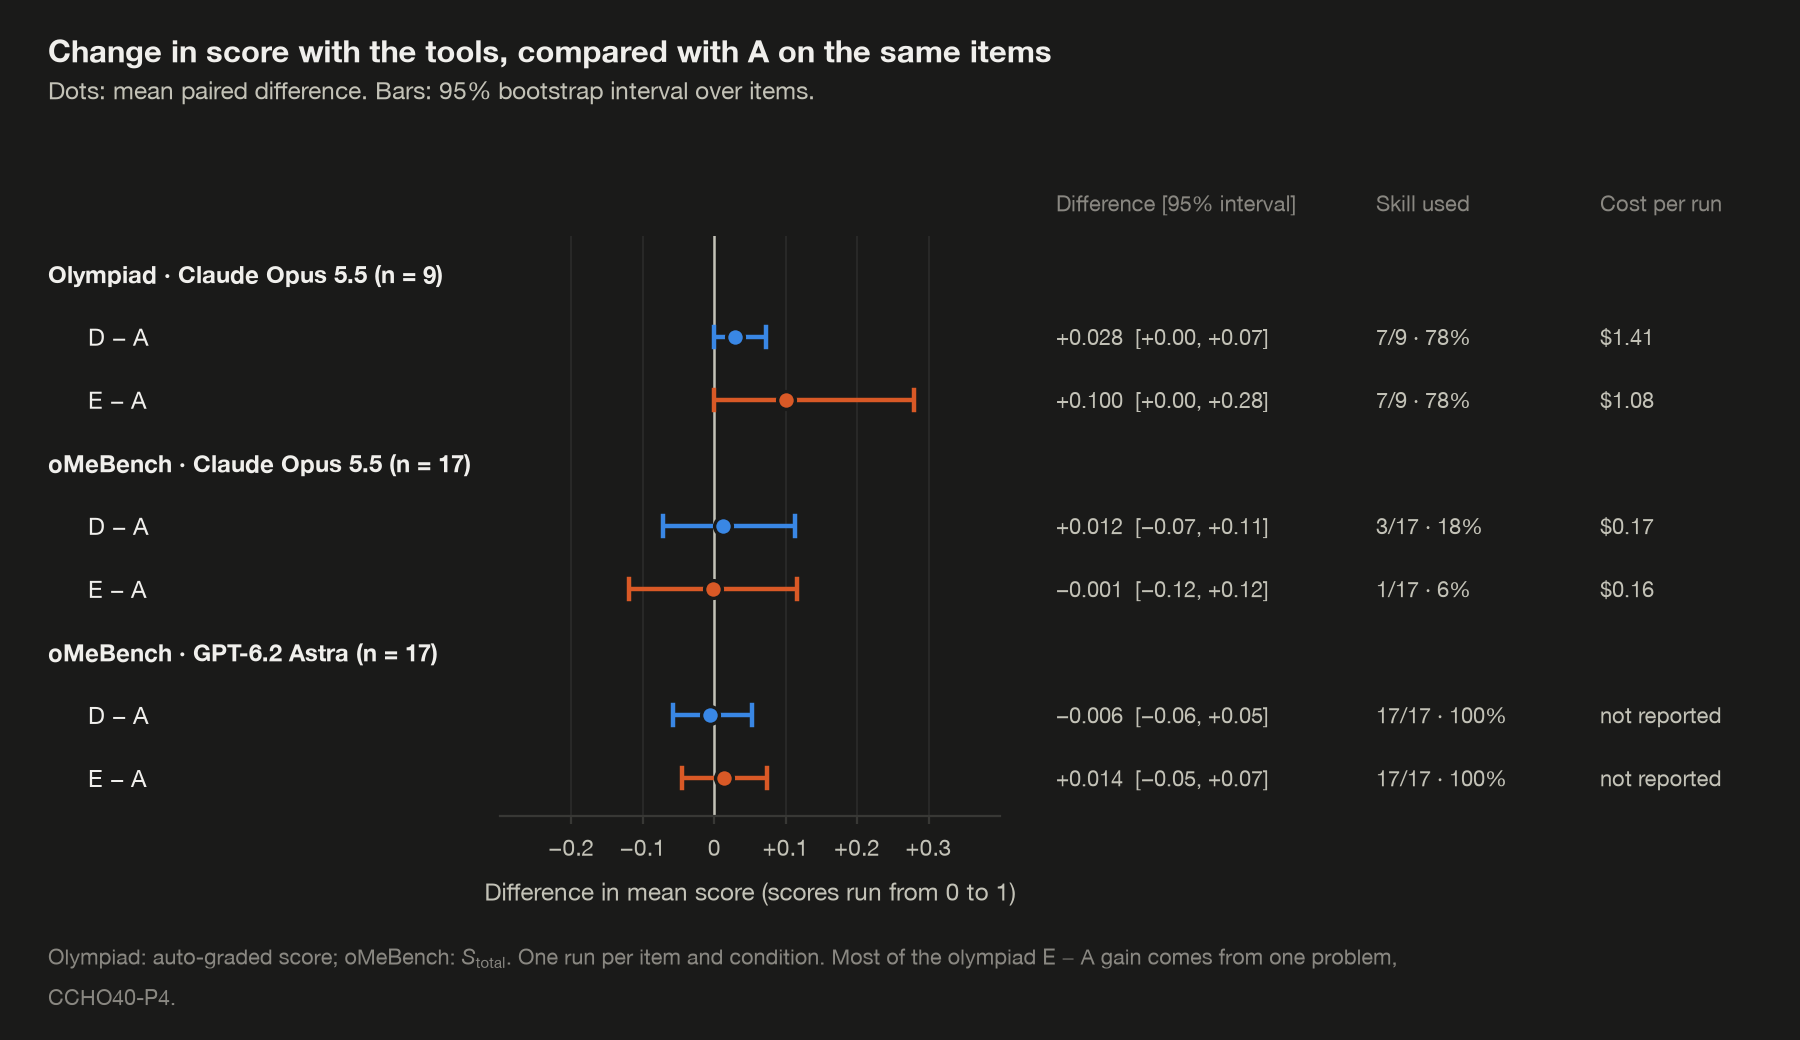 Change in score with the tools, compared with A on the same items
Dots: mean paired difference. Bars: 95% bootstrap interval over items.
Difference [95% interval] Skill used Cost per run
Olympiad · Claude Opus 5.5 (n = 9)
D – A +0.028 [+0.00, +0.07] 7/9 · 78% $1.41
E – A +0.100 [+0.00, +0.28] 7/9 · 78% $1.08
oMeBench · Claude Opus 5.5 (n = 17)
D – A +0.012 [−0.07, +0.11] 3/17 · 18% $0.17
E – A −0.001 [−0.12, +0.12] 1/17 · 6% $0.16
oMeBench · GPT-6.2 Astra (n = 17)
D – A −0.006 [−0.06, +0.05] 17/17 · 100% not reported
E – A +0.014 [−0.05, +0.07] 17/17 · 100% not reported
−0.2 −0.1 0 +0.1 +0.2 +0.3
Difference in mean score (scores run from 0 to 1)
Olympiad: auto-graded score; oMeBench: S_total. One run per item and condition. Most of the olympiad E – A gain comes from one problem,
CCHO40-P4.